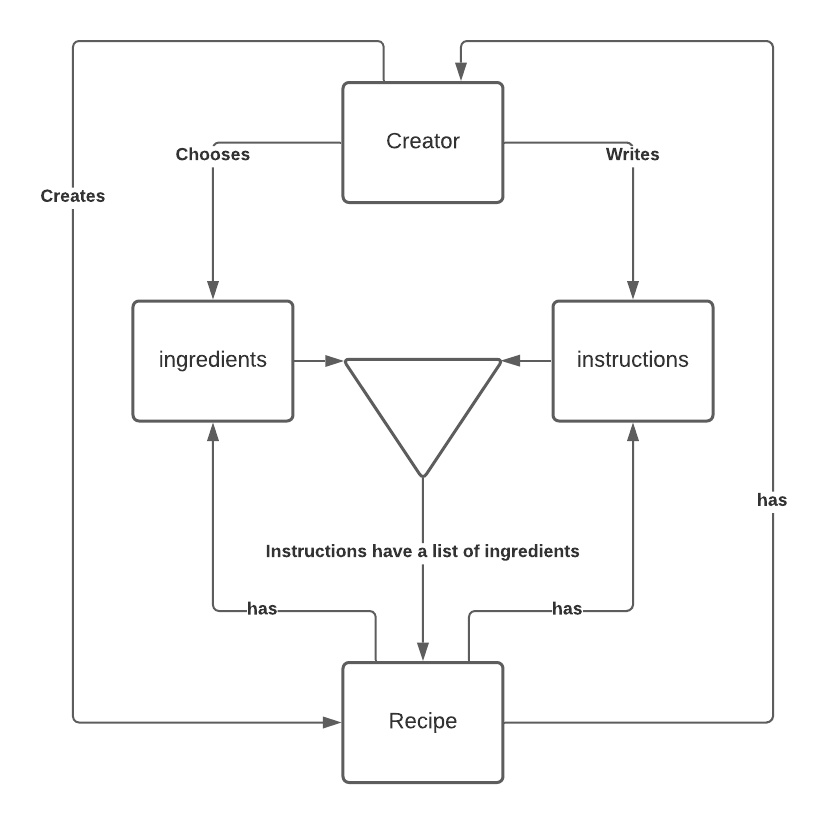 Creator
Chooses
Writes
Creates
ingredients
instructions
has
Instructions have a list of ingredients
has
has
Recipe